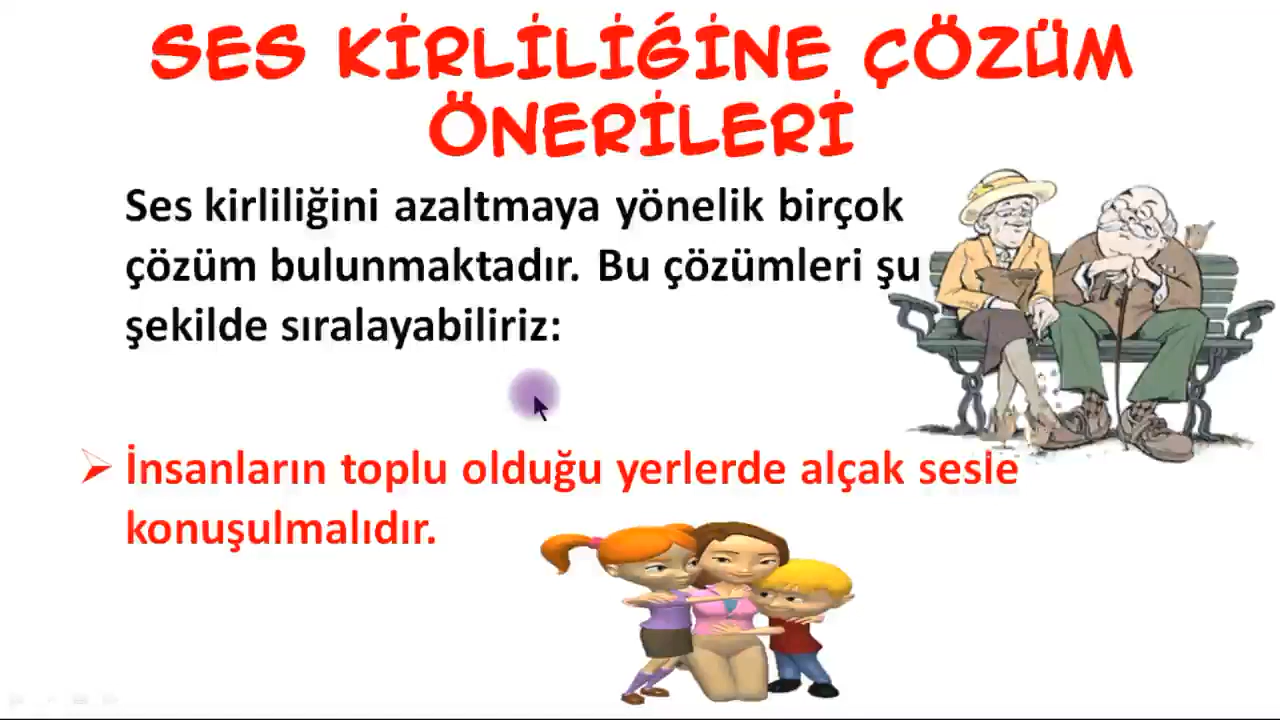 SES KİRLİLİĞİNE ÇÖZÜM
ÖNERİLERİ
Ses kirliliğini azaltmaya yönelik birçok
çözüm bulunmaktadır. Bu çözümleri şu
şekilde sıralayabiliriz:
İnsanların toplu olduğu yerlerde alçak sesle
konuşulmalıdır.